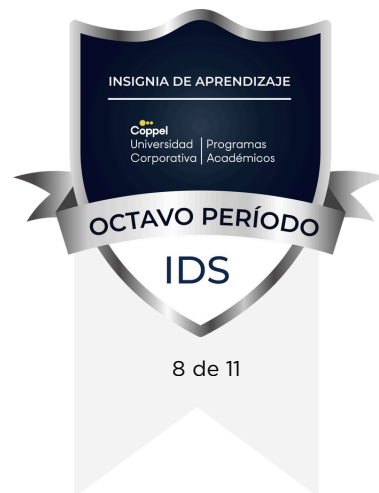 INSIGNIA DE APRENDIZAJE
Coppel
Universidad | Programas
Corporativa | Académicos
OCTAVO PERÍODO
IDS
8 de 11